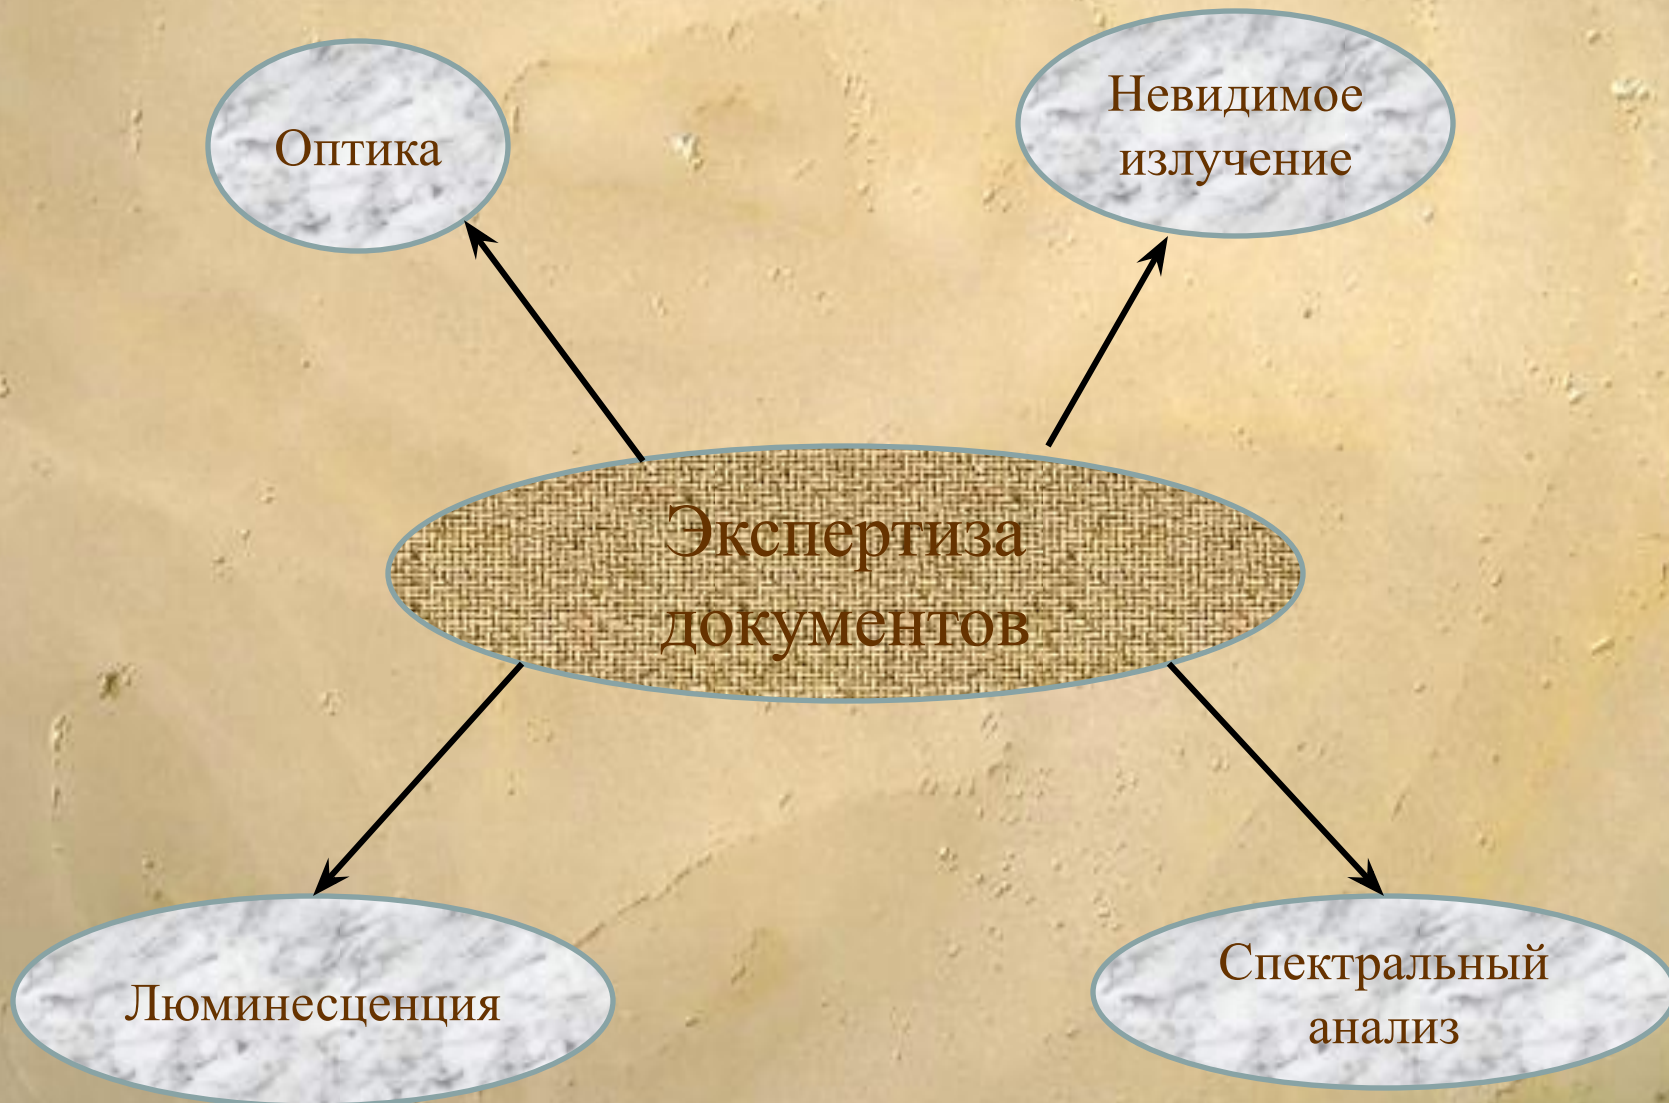 Оптика
Невидимое
излучение
Экспертиза
документов
Люминесценция
Спектральный
анализ